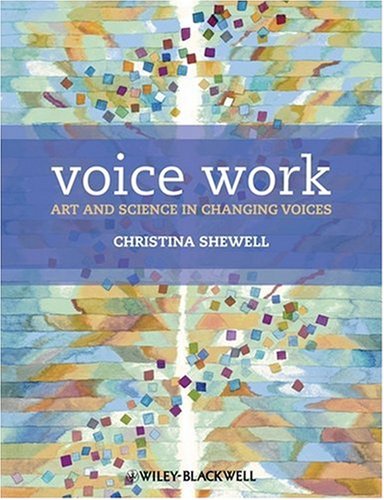 voice work
ART AND SCIENCE IN CHANGING VOICES
CHRISTINA SHEWELL
WILEY-BLACKWELL